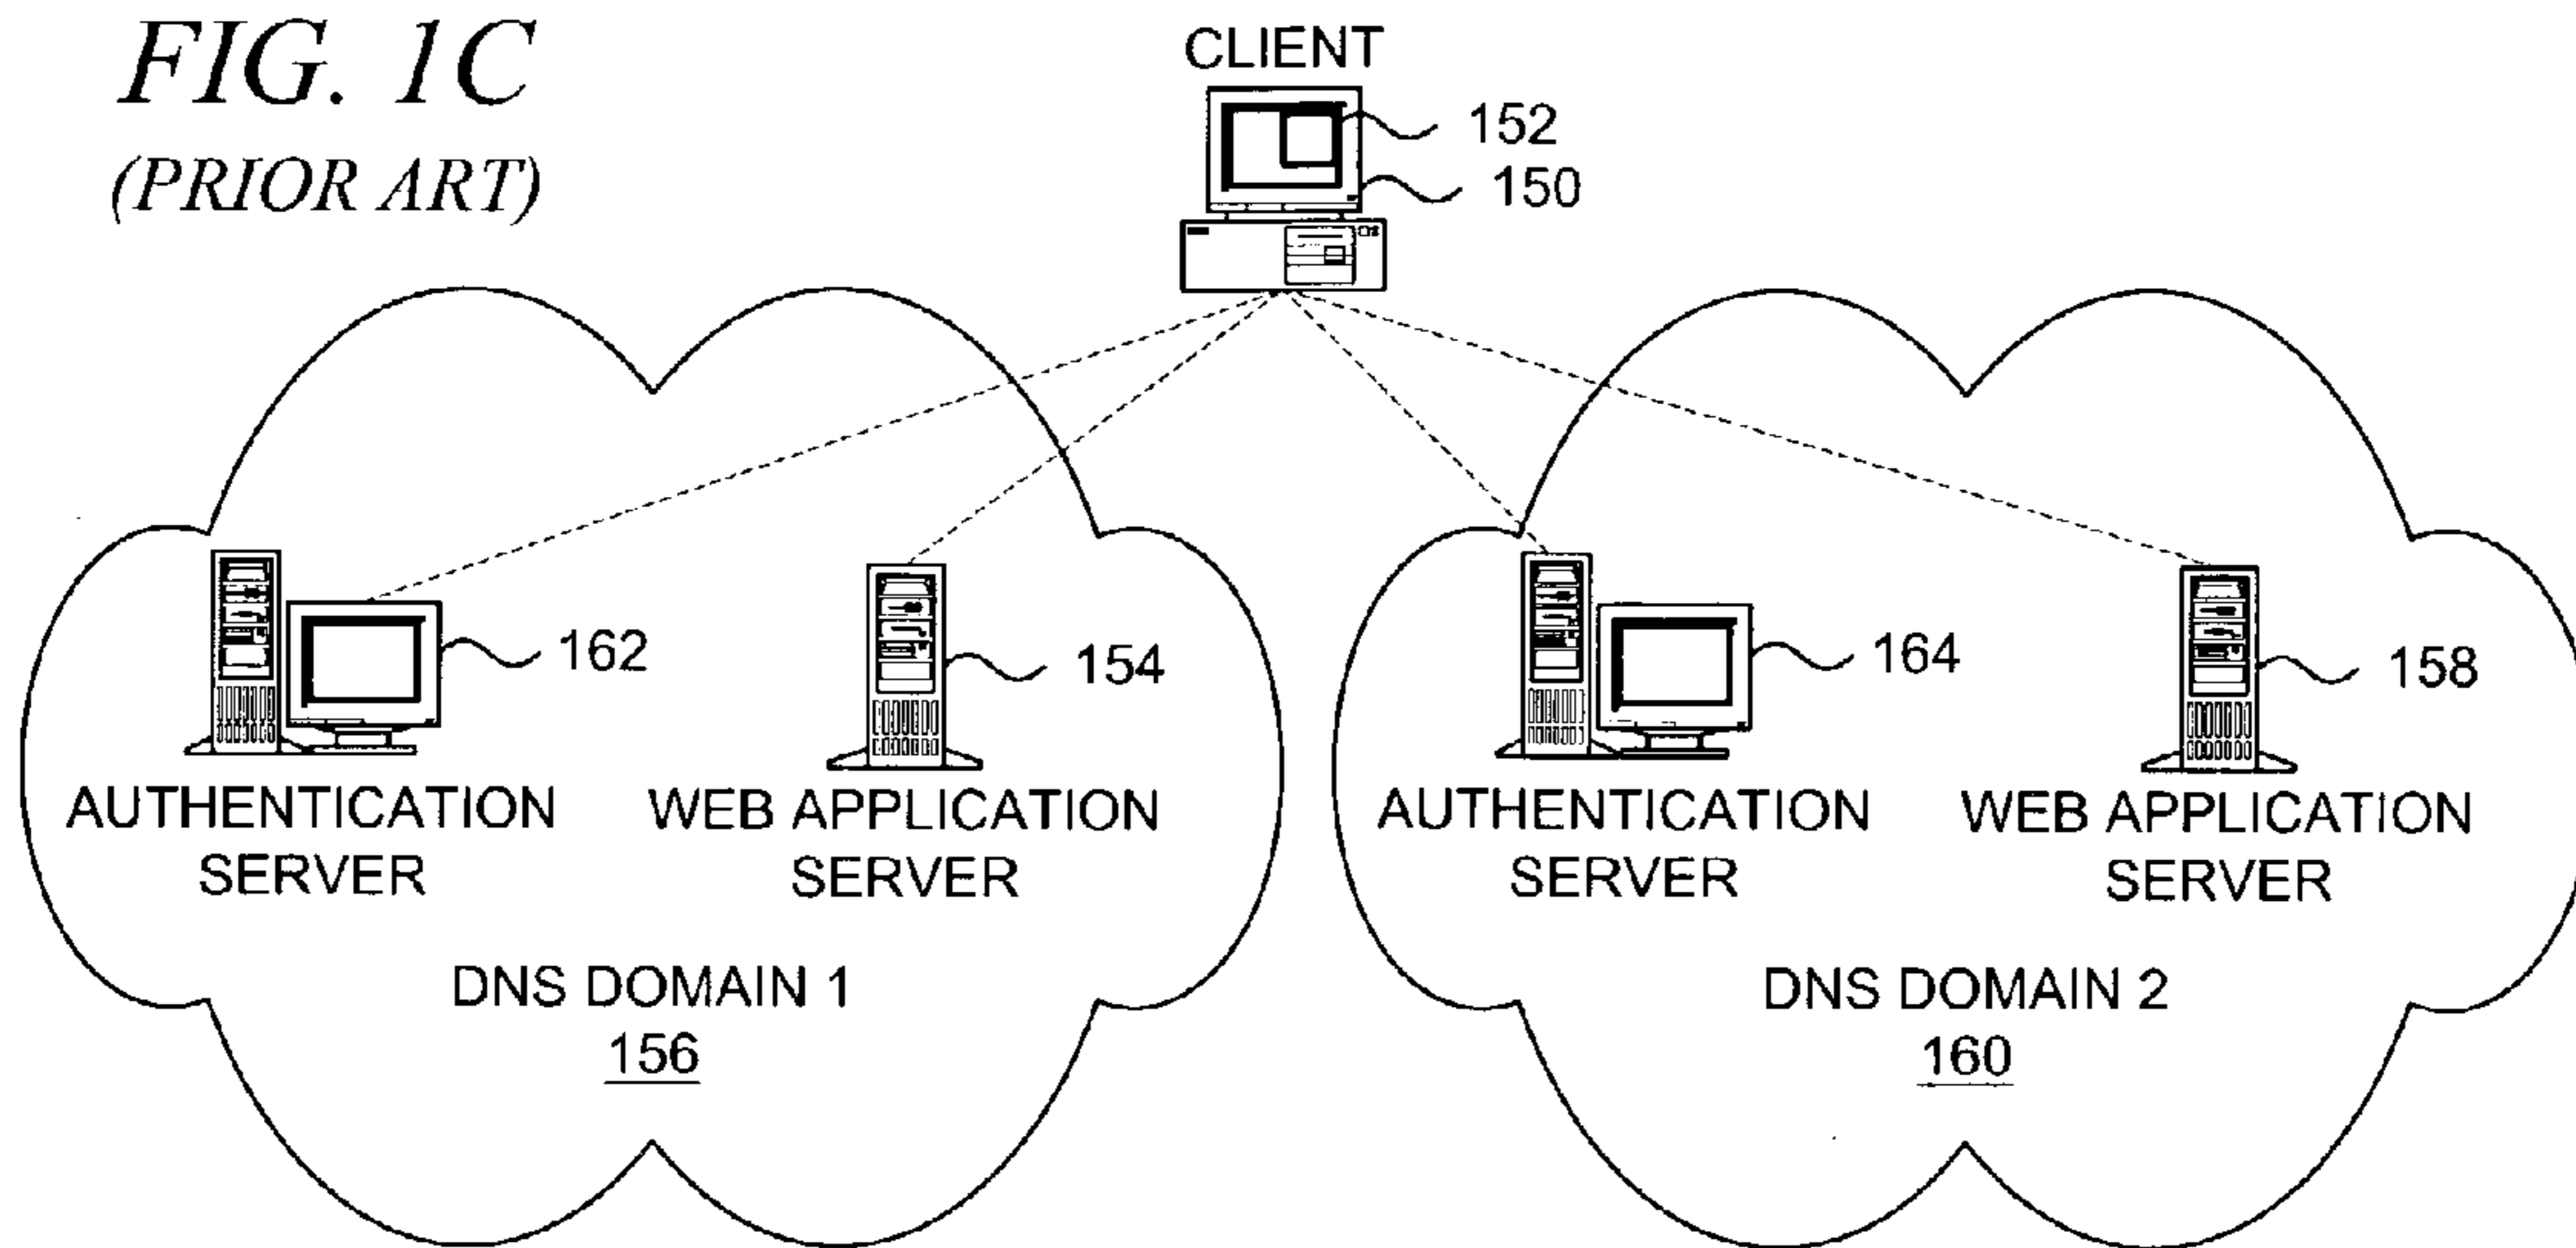 FIG. 1C
(PRIOR ART)
CLIENT
152
150
162
154
164
158
AUTHENTICATION
SERVER
WEB APPLICATION
SERVER
AUTHENTICATION
SERVER
WEB APPLICATION
SERVER
DNS DOMAIN 1
156
DNS DOMAIN 2
160